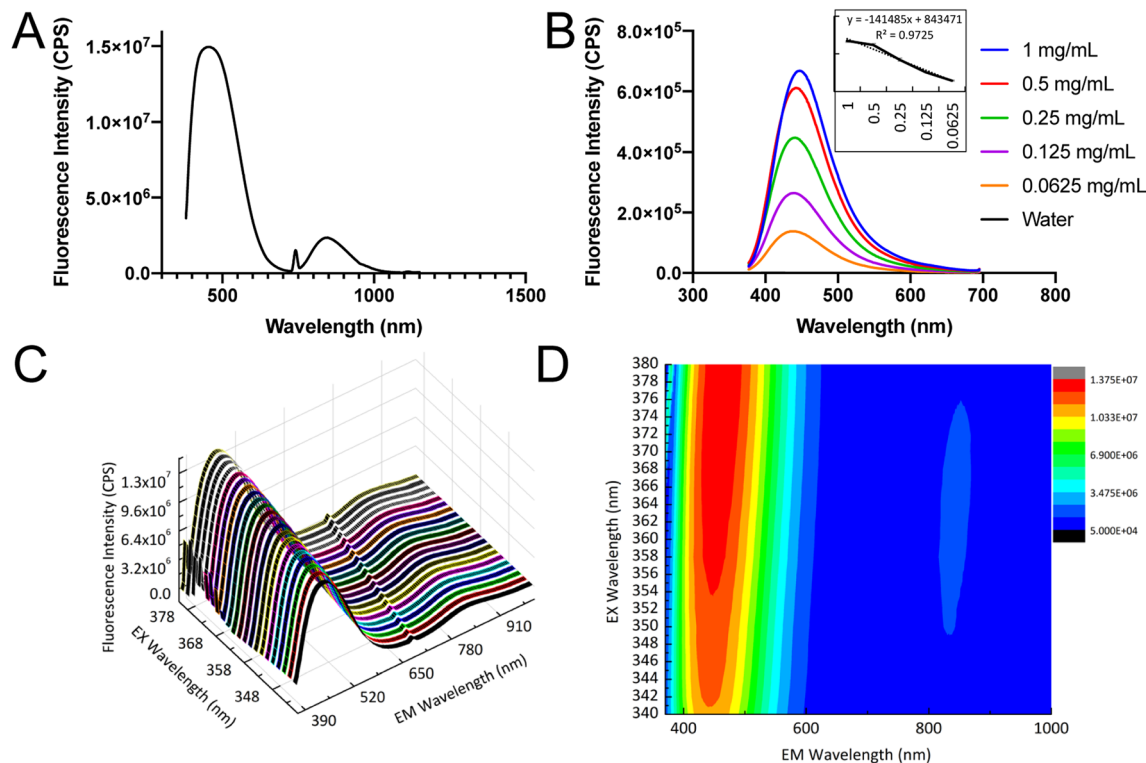 A
Fluorescence Intensity (CPS)
1.5×10⁷
1.0×10⁷
5.0×10⁶
0.0
500
1000
1500
Wavelength (nm)
B
Fluorescence Intensity (CPS)
8.0×10⁵
6.0×10⁵
4.0×10⁵
2.0×10⁵
0.0
300
400
500
600
700
800
Wavelength (nm)
y = -141485x + 843471
R² = 0.9725
1
0.5
0.25
0.125
0.0625
1 mg/mL
0.5 mg/mL
0.25 mg/mL
0.125 mg/mL
0.0625 mg/mL
Water
C
Fluorescence Intensity (CPS)
1.3x10⁷
9.6x10⁶
6.4x10⁶
3.2x10⁶
0.0
378
368
358
348
EX Wavelength (nm)
390
520
650
780
910
EM Wavelength (nm)
D
EX Wavelength (nm)
380
378
376
374
372
370
368
366
364
362
360
358
356
354
352
350
348
346
344
342
340
400
600
800
1000
EM Wavelength (nm)
1.375E+07
1.033E+07
6.900E+06
3.475E+06
5.000E+04